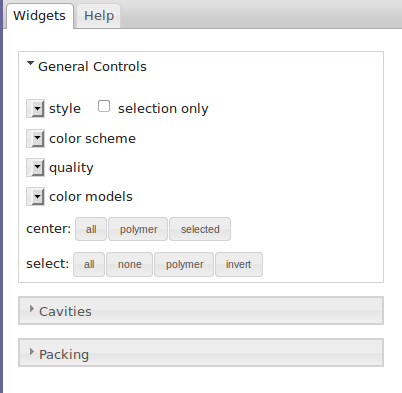 Widgets Help
General Controls
style selection only
color scheme
quality
color models
center: all polymer selected
select: all none polymer invert
Cavities
Packing